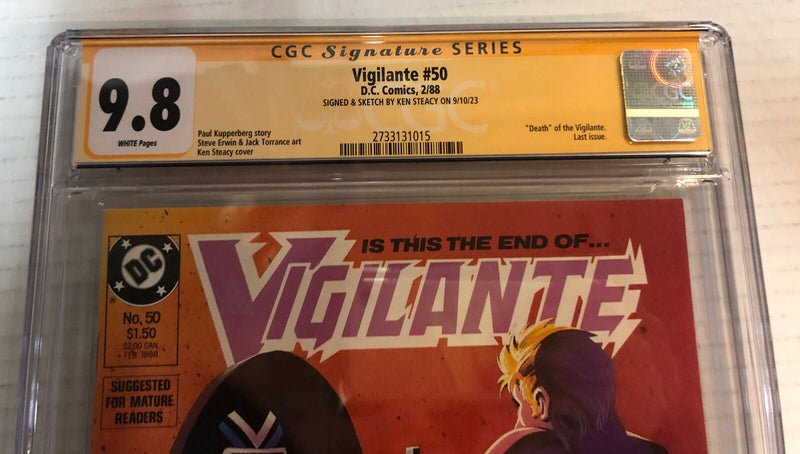 CGC Signature SERIES
9.8
WHITE Pages
Vigilante #50
D.C. Comics, 2/88
SIGNED & SKETCH BY KEN STEACY ON 9/10/23
Paul Kupperberg story
Steve Erwin & Jack Torrance art
Ken Steacy cover
2733131015
"Death" of the Vigilante.
Last issue.
CGC
CGC
DC
No. 50
$1.50
$2.00 CAN
FEB 1988
SUGGESTED
FOR MATURE
READERS
IS THIS THE END OF...
VIGILANTE